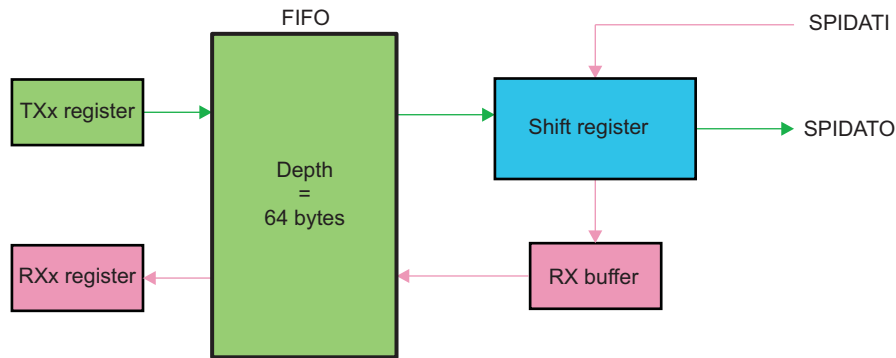 FIFO
SPIDATI
TXx register
Shift register
SPIDATO
Depth
=
64 bytes
RXx register
RX buffer